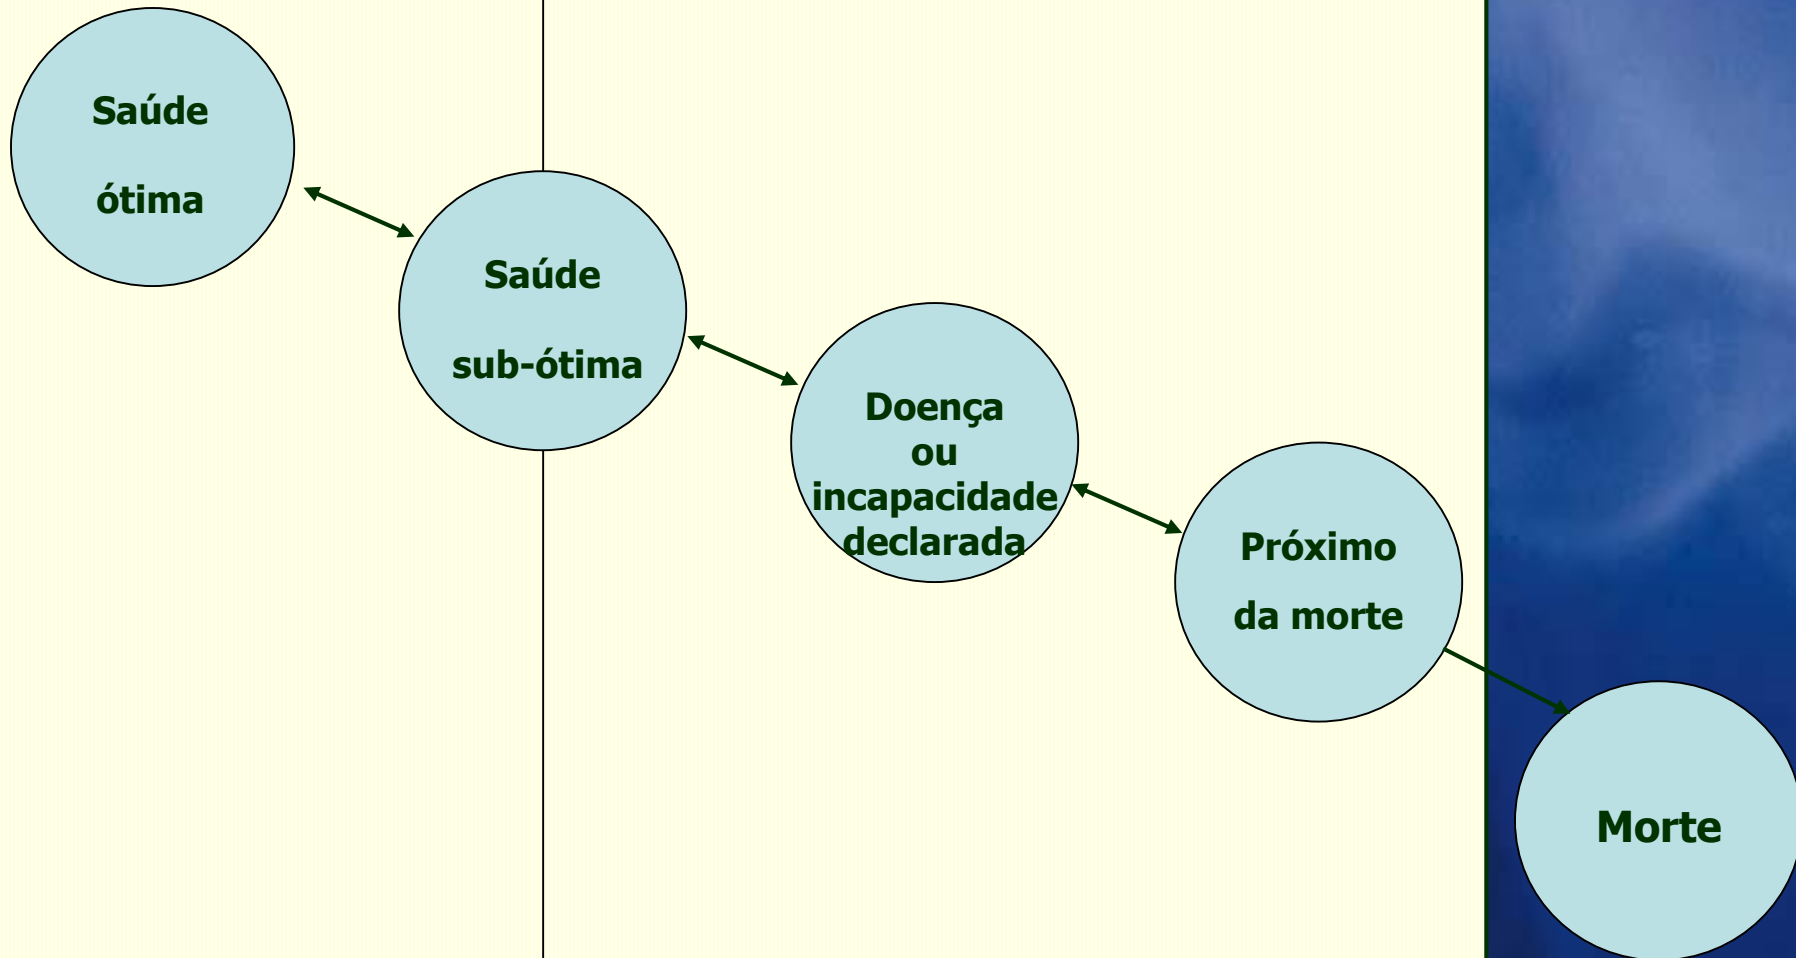 Saúde
ótima
Saúde
sub-ótima
Doença
ou
incapacidade
declarada
Próximo
da morte
Morte